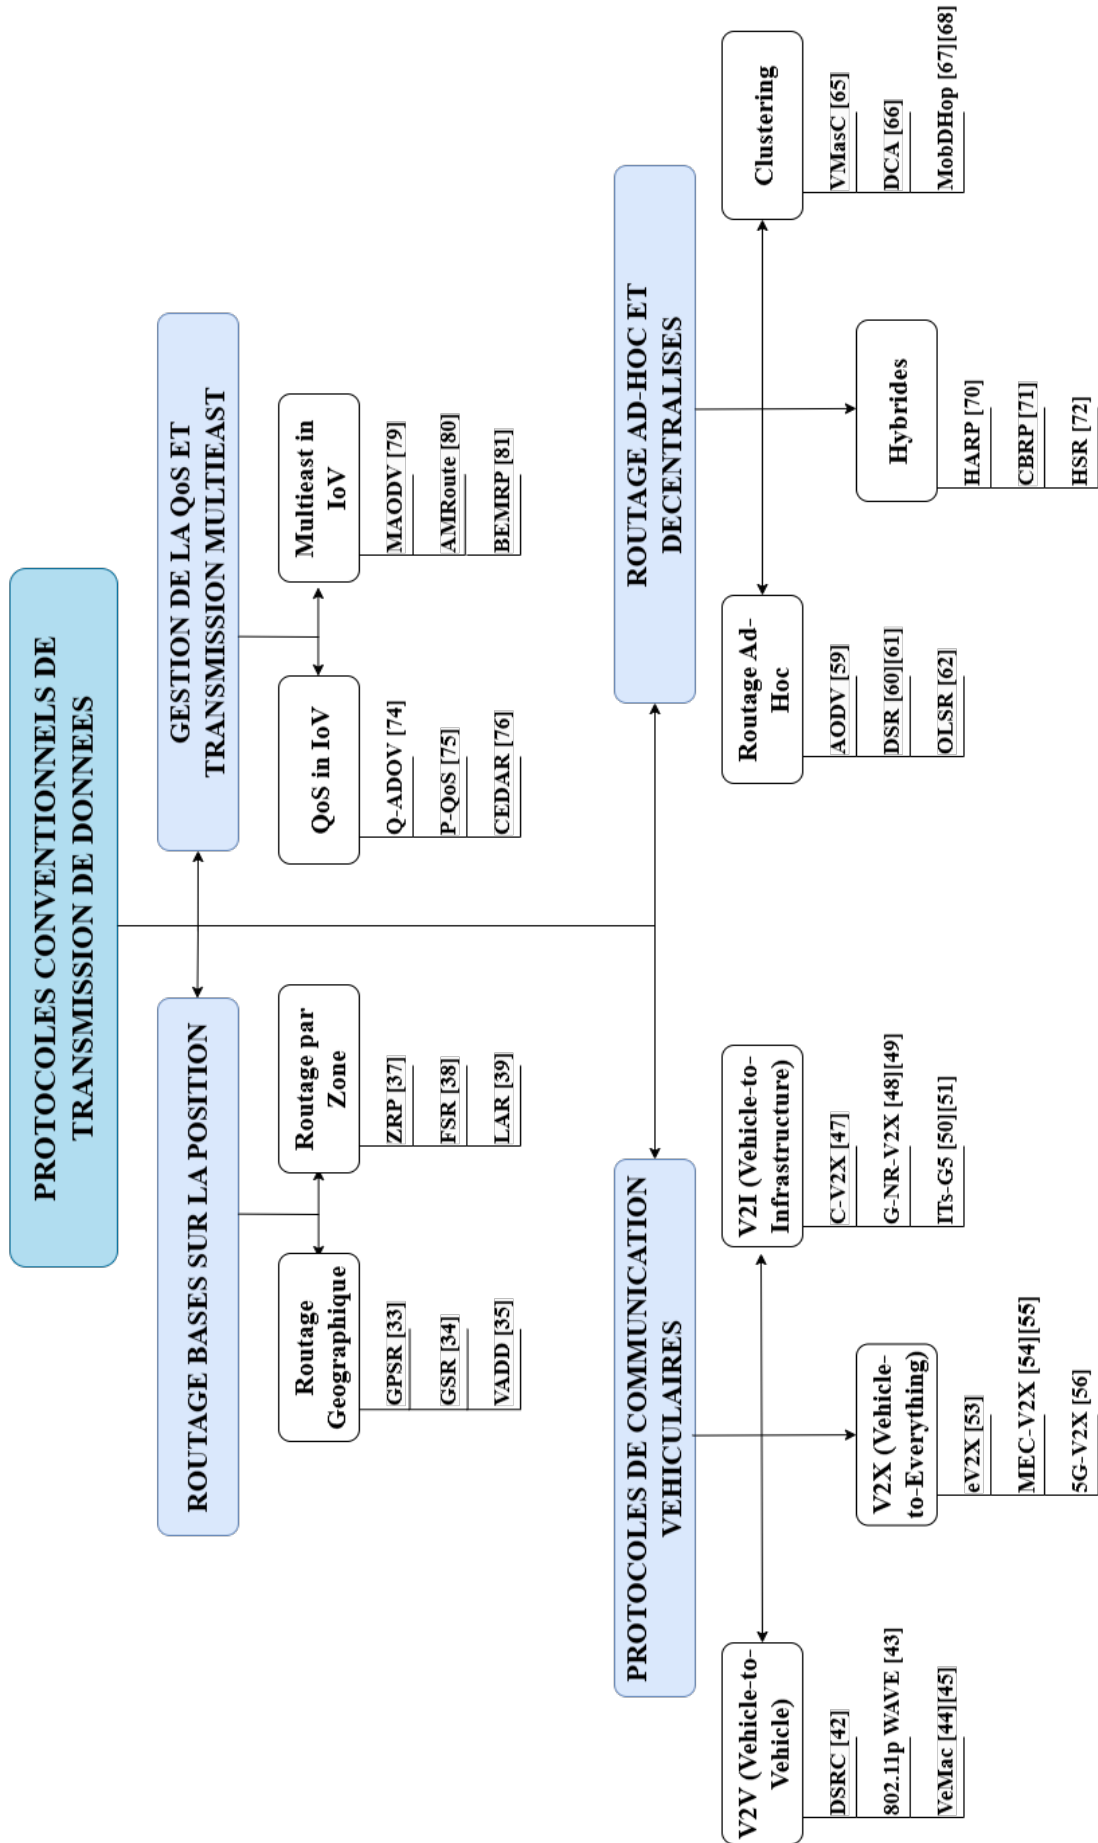 PROTOCOLES CONVENTIONNELS DE
TRANSMISSION DE DONNEES
ROUTAGE BASES SUR LA POSITION
Routage
Geographique
GPSR [33]
GSR [34]
VADD [35]
Routage par
Zone
ZRP [37]
FSR [38]
LAR [39]
GESTION DE LA QoS ET
TRANSMISSION MULTIEAST
QoS in IoV
Q-ADOV [74]
P-QoS [75]
CEDAR [76]
Multieast in
IoV
MAODV [79]
AMRoute [80]
BEMRP [81]
PROTOCOLES DE COMMUNICATION
VEHICULAIRES
V2V (Vehicle-to-
Vehicle)
DSRC [42]
802.11p WAVE [43]
VeMac [44][45]
V2X (Vehicle-
to-Everything)
eV2X [53]
MEC-V2X [54][55]
5G-V2X [56]
V2I (Vehicle-to-
Infrastructure)
C-V2X [47]
G-NR-V2X [48][49]
ITs-G5 [50][51]
ROUTAGE AD-HOC ET
DECENTRALISES
Routage Ad-
Hoc
AODV [59]
DSR [60][61]
OLSR [62]
Hybrides
HARP [70]
CBRP [71]
HSR [72]
Clustering
VMasC [65]
DCA [66]
MobDHop [67][68]